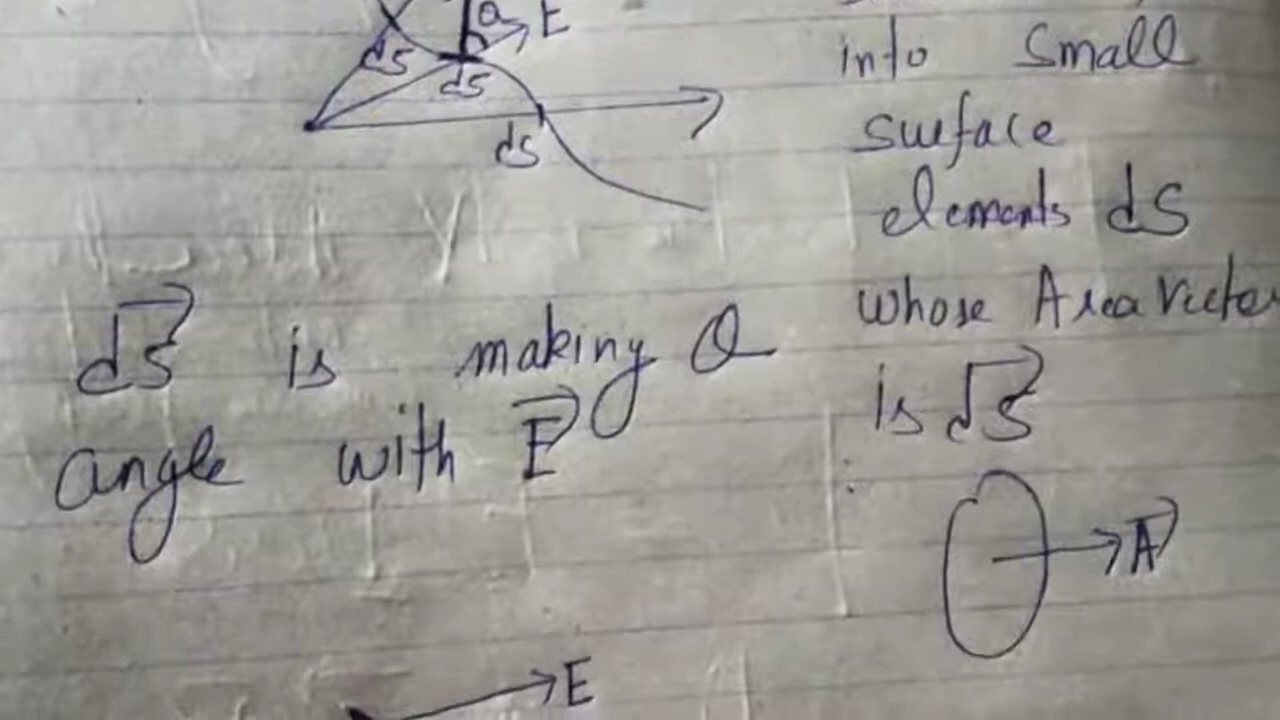 θ
E
dS
dS
dS
into small
surface
elements dS
whose Area Vector
is dS
dS is making θ
angle with E
A
E